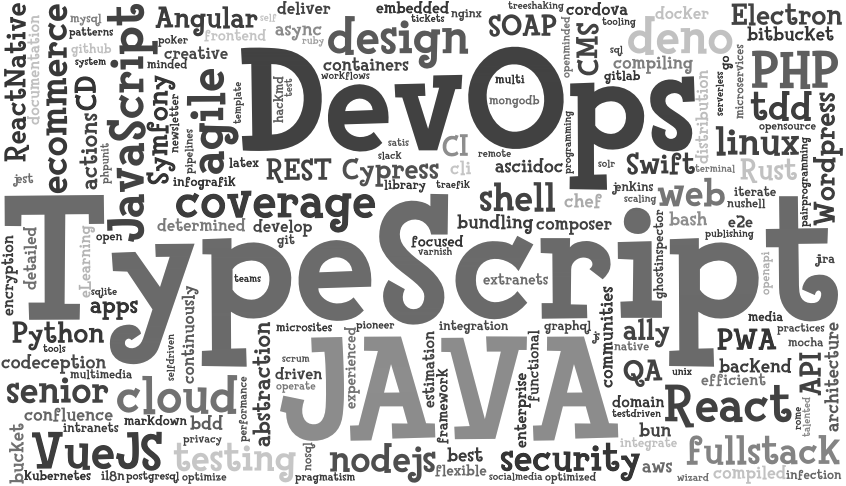 ReactNative
documentation
ecommerce
mysql
patterns
github
system
JavaScript
Angular
self
frontend
poker
creative
minded
deliver
async
ruby
embedded
tickets
nginx
treeshaking
SOAP
cordova
tooling
docker
Electron
bitbucket
design
containers
workflows
openminded
CMS
sql
gitlab
deno
compiling
go
serverless
microservices
PHP
tdd
opensource
actions
CD
phpunit
Symfony
newsletter
pipelines
agile
template
DevOps
hackmd
test
multi
mongodb
programming
distribution
linux
Wordpress
pairprogramming
jest
latex
infografik
REST
satis
slack
Cypress
library
CI
cli
remote
traefik
asciidoc
solr
Swift
terminal
Rust
coverage
shell
chef
jenkins
scaling
web
iterate
nushell
determined
develop
git
open
focused
varnish
bundling
composer
bash
e2e
publishing
encryption
detailed
eLearning
TypeScript
teams
extranets
ghostinspector
openapi
jira
sqlite
apps
continuously
Python
tools
codeception
multimedia
selfdriven
abstraction
microsites
pioneer
integration
graphql
communities
a11y
native
media
PWA
practices
mocha
architecture
senior
cloud
performance
scrum
driven
operate
experienced
JAVA
estimation
framework
functional
enterprise
QA
unix
backend
efficient
API
confluence
intranets
markdown
bdd
privacy
domain
testdriven
bun
integrate
React
rome
talented
bucket
VueJS
testing
nosql
nodejs
best
flexible
security
aws
fullstack
kubernetes
i18n
postgresql
optimize
pragmatism
socialmedia
optimized
wizard
compiled
infection